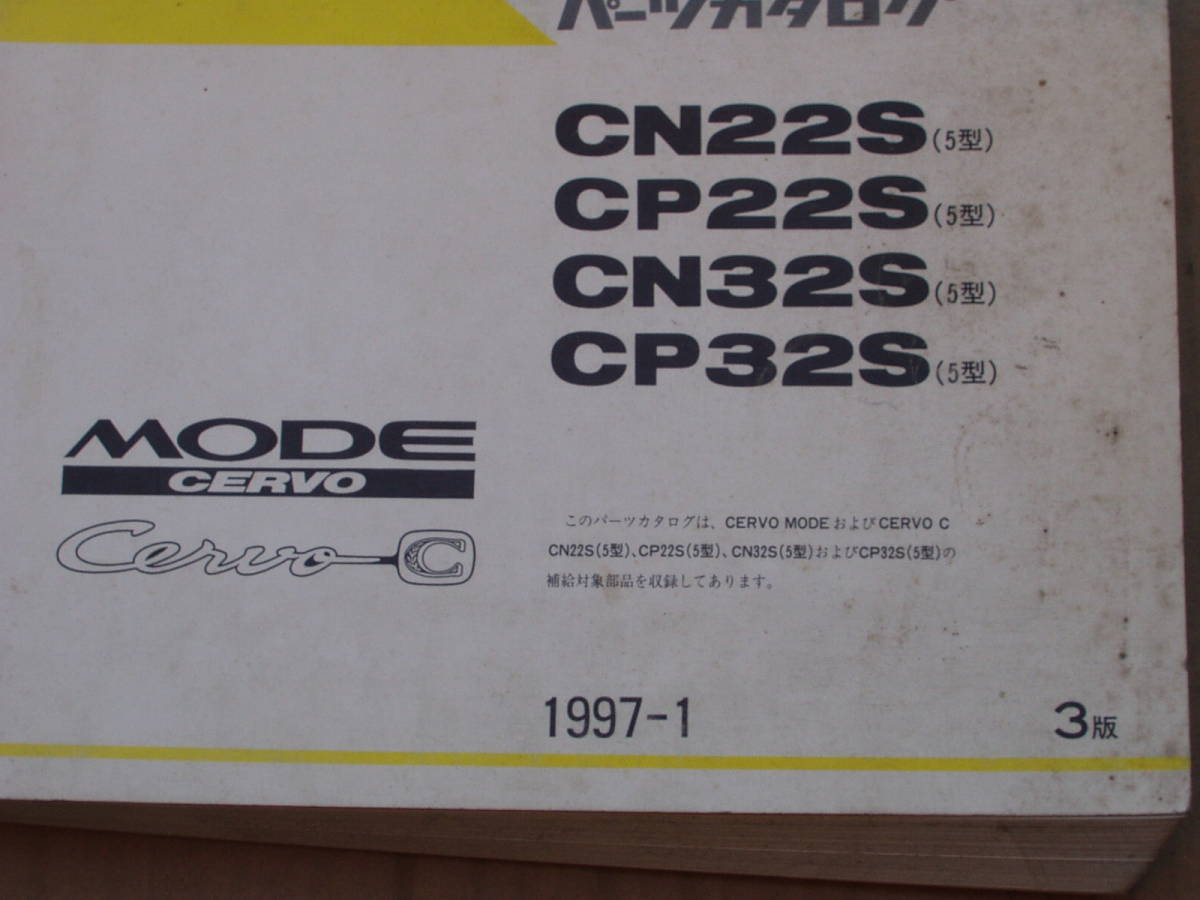 パーツカタログ
CN22S(5型)
CP22S(5型)
CN32S(5型)
CP32S(5型)
MODE
CERVO
Cervo C
このパーツカタログは、CERVO MODEおよびCERVO C
CN22S(5型)、CP22S(5型)、CN32S(5型)およびCP32S(5型)の
補給対象部品を収録してあります。
1997-1
3版